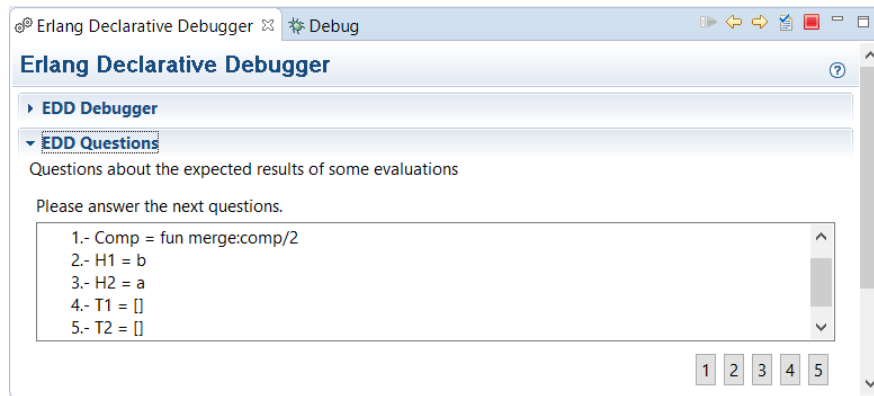 Erlang Declarative Debugger Debug
Erlang Declarative Debugger
EDD Debugger
EDD Questions
Questions about the expected results of some evaluations
Please answer the next questions.
1.- Comp = fun merge:comp/2
2.- H1 = b
3.- H2 = a
4.- T1 = []
5.- T2 = []
1 2 3 4 5